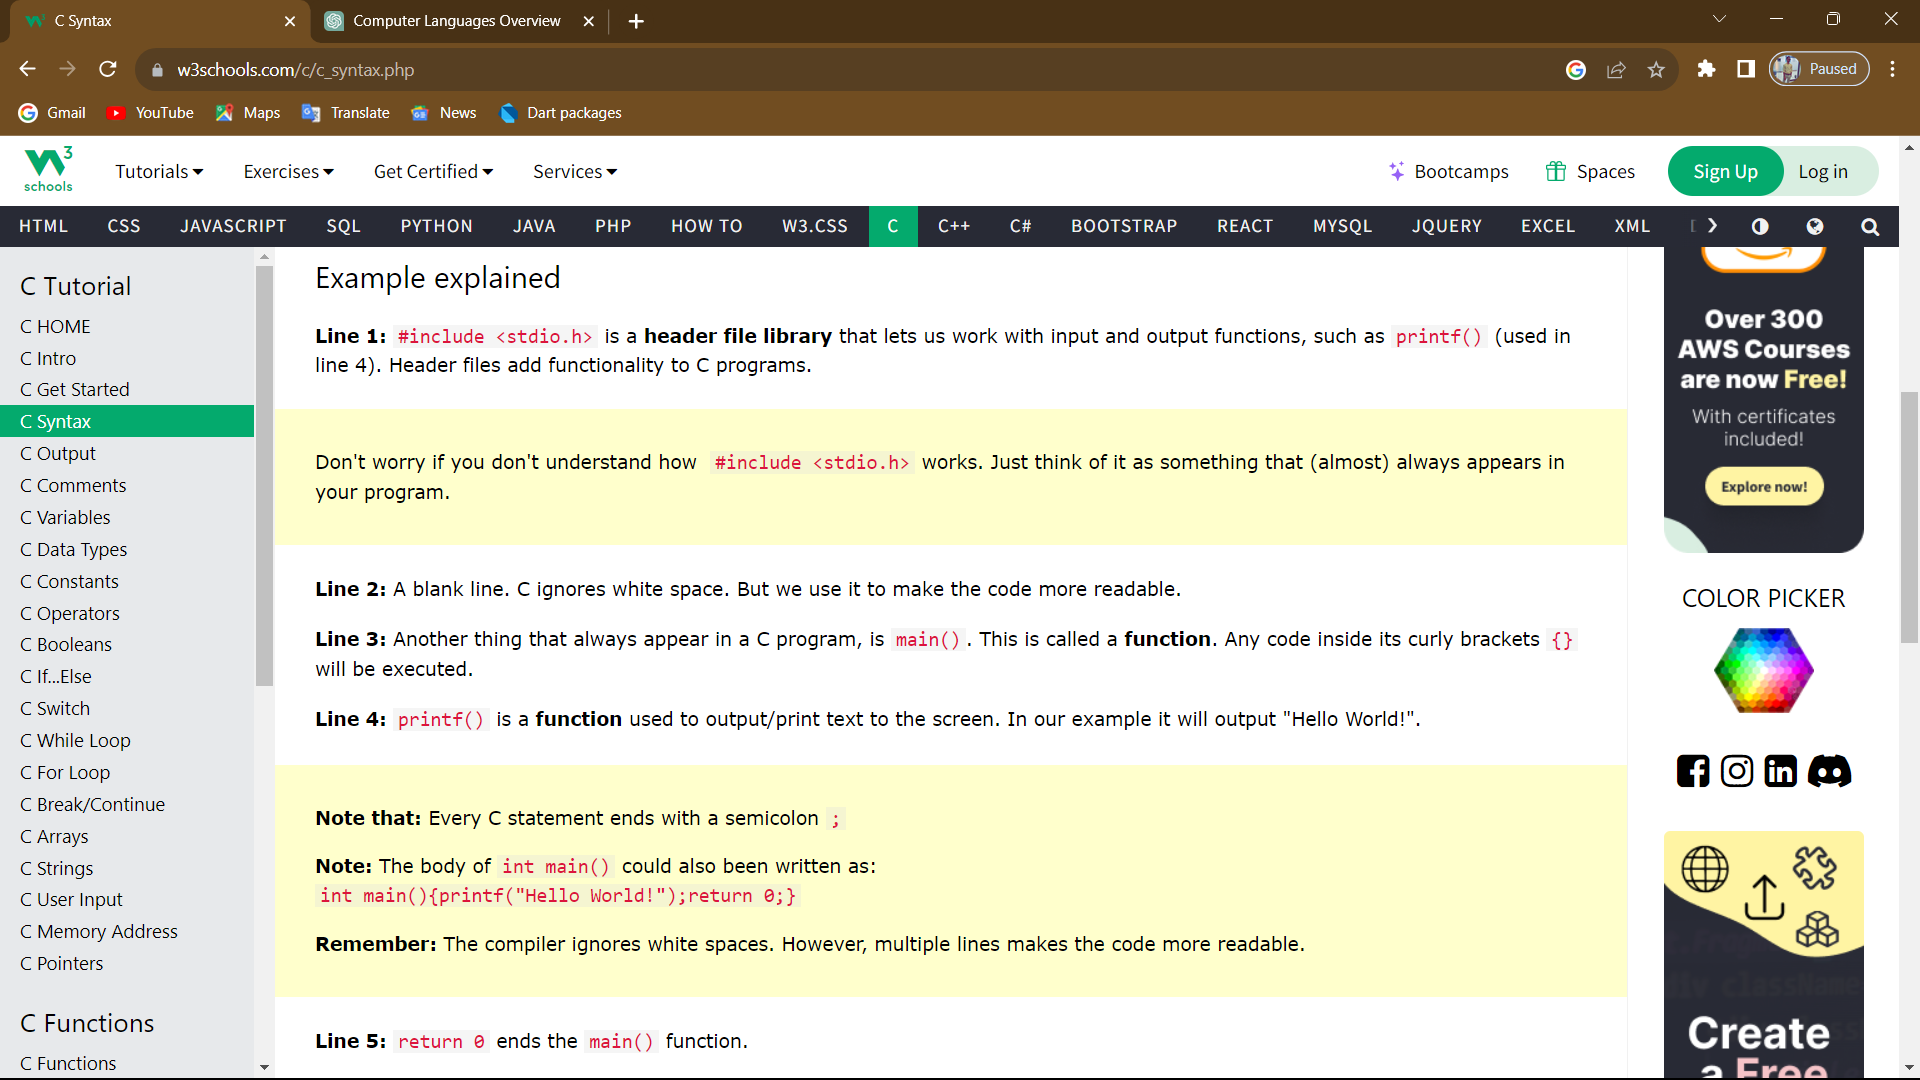 C Syntax
Computer Languages Overview
w3schools.com/c/c_syntax.php
Paused
Gmail
YouTube
Maps
Translate
News
Dart packages
W3 schools
Tutorials
Exercises
Get Certified
Services
Bootcamps
Spaces
Sign Up
Log in
HTML
CSS
JAVASCRIPT
SQL
PYTHON
JAVA
PHP
HOW TO
W3.CSS
C
C++
C#
BOOTSTRAP
REACT
MYSQL
JQUERY
EXCEL
XML
C Tutorial
C HOME
C Intro
C Get Started
C Syntax
C Output
C Comments
C Variables
C Data Types
C Constants
C Operators
C Booleans
C If...Else
C Switch
C While Loop
C For Loop
C Break/Continue
C Arrays
C Strings
C User Input
C Memory Address
C Pointers
C Functions
C Functions
Example explained
Line 1: #include <stdio.h> is a header file library that lets us work with input and output functions, such as printf() (used in
line 4). Header files add functionality to C programs.
Don't worry if you don't understand how #include <stdio.h> works. Just think of it as something that (almost) always appears in
your program.
Line 2: A blank line. C ignores white space. But we use it to make the code more readable.
Line 3: Another thing that always appear in a C program, is main(). This is called a function. Any code inside its curly brackets {}
will be executed.
Line 4: printf() is a function used to output/print text to the screen. In our example it will output "Hello World!".
Note that: Every C statement ends with a semicolon ;
Note: The body of int main() could also been written as:
int main(){printf("Hello World!");return 0;}
Remember: The compiler ignores white spaces. However, multiple lines makes the code more readable.
Line 5: return 0 ends the main() function.
Over 300
AWS Courses
are now Free!
With certificates
included!
Explore now!
COLOR PICKER
Create
a Free